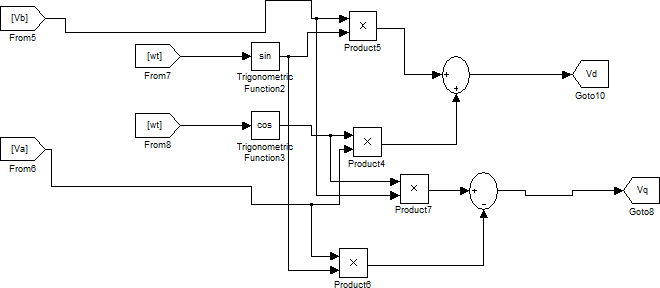 [Vb]
From5
×
Product5
[wt]
From7
sin
Trigonometric
Function2
+
+
Vd
Goto10
[wt]
From8
cos
Trigonometric
Function3
×
Product4
[Va]
From6
×
Product7
+
−
Vq
Goto8
×
Product6